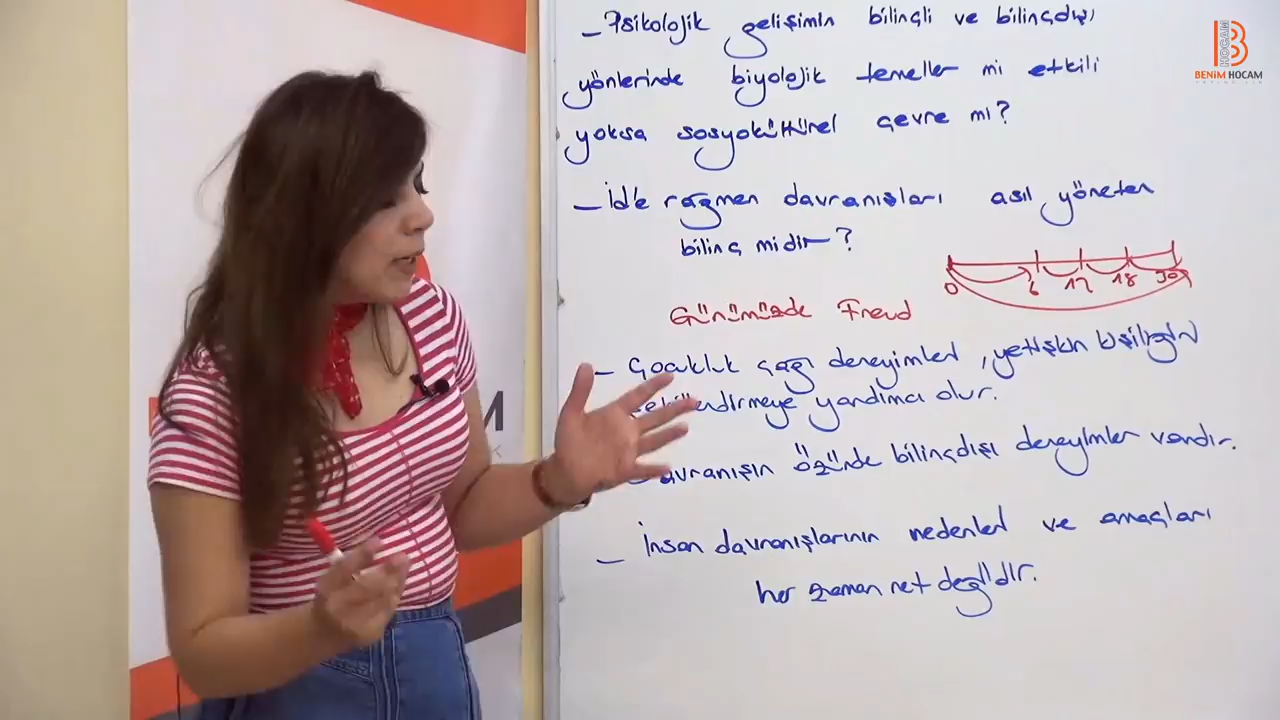 - Psikolojik gelişimin bilinçli ve bilinçdışı
yönlerinde biyolojik temeller mi etkili
yoksa sosyokültürel çevre mi?
- İd'e rağmen davranışları asıl yöneten
bilinç midir?
0 6 12 18 30
Günümüzde Freud
- Çocukluk çağı deneyimleri, yetişkin kişiliğini
şekillendirmeye yardımcı olur.
Davranışın özünde bilinçdışı deneyimler vardır.
- İnsan davranışlarının nedenleri ve amaçları
her zaman net değildir.
B
HOCAM
BENİM HOCAM
M